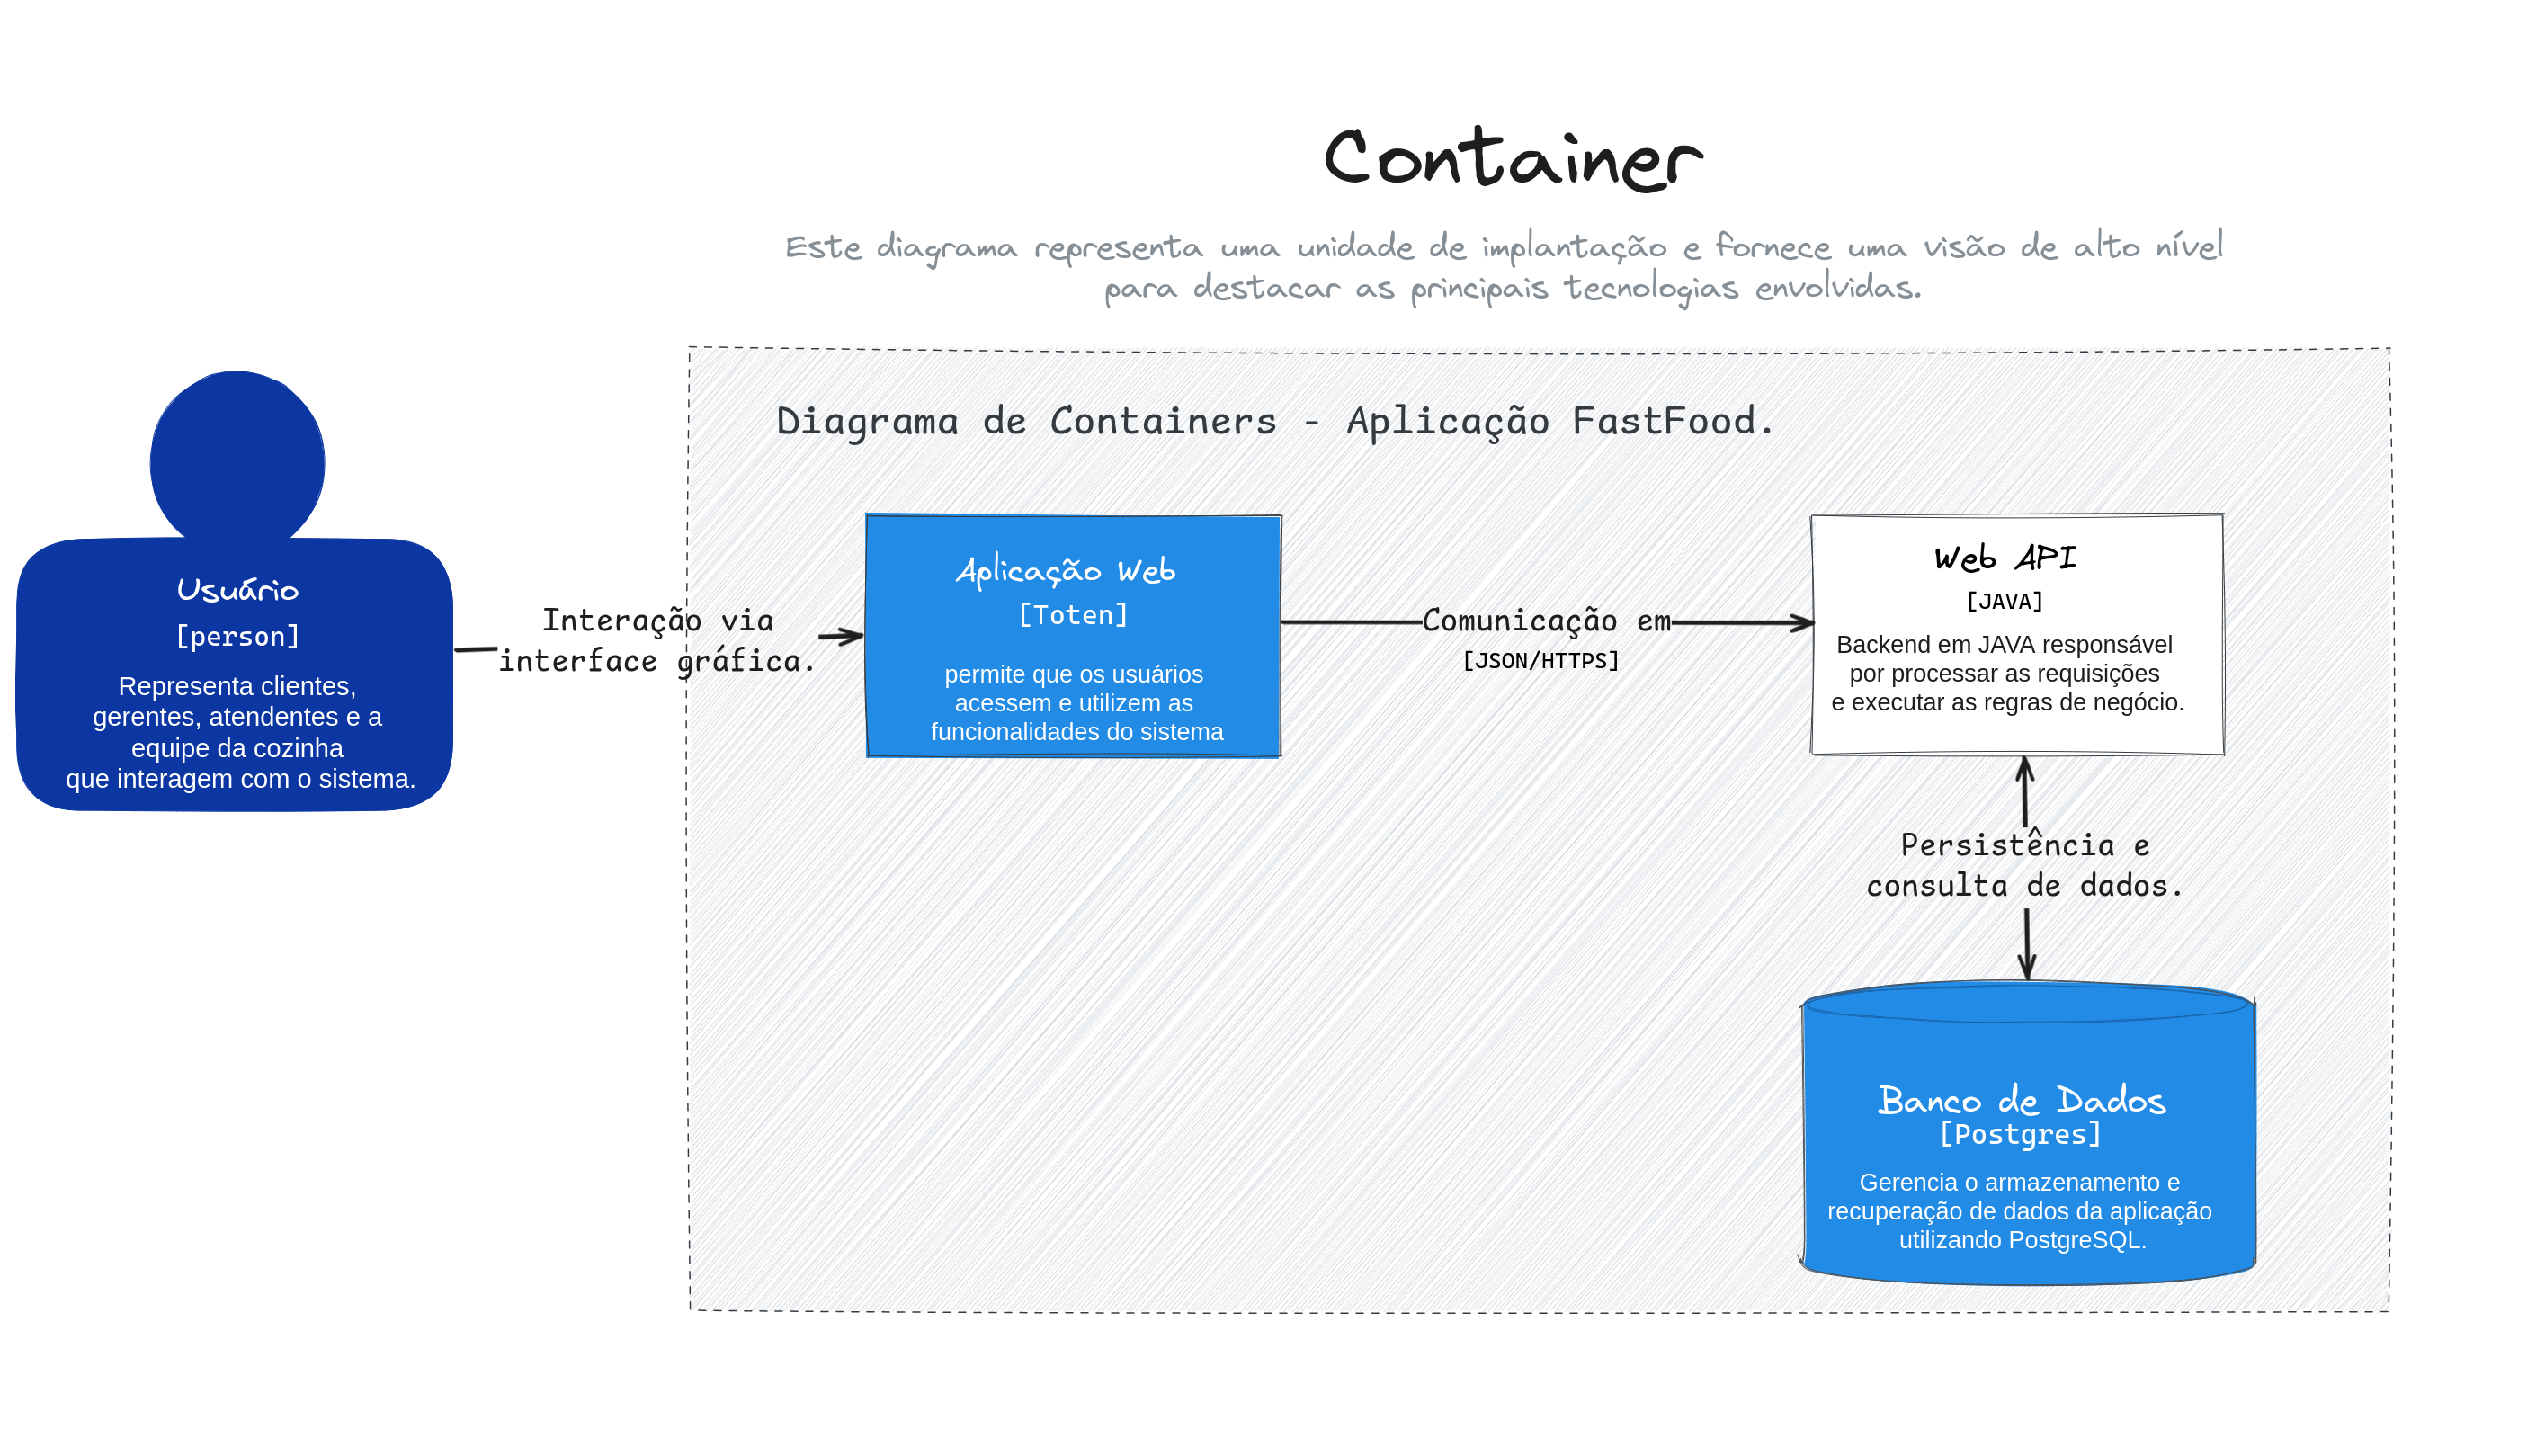 Container
Este diagrama representa uma unidade de implantação e fornece uma visão de alto nível
para destacar as principais tecnologias envolvidas.
Diagrama de Containers - Aplicação FastFood.
Usuário
[person]
Representa clientes,
gerentes, atendentes e a
equipe da cozinha
que interagem com o sistema.
Interação via
interface gráfica.
Aplicação Web
[Toten]
permite que os usuários
acessem e utilizem as
funcionalidades do sistema
Comunicação em
[JSON/HTTPS]
Web API
[JAVA]
Backend em JAVA responsável
por processar as requisições
e executar as regras de negócio.
Persistência e
consulta de dados.
Banco de Dados
[Postgres]
Gerencia o armazenamento e
recuperação de dados da aplicação
utilizando PostgreSQL.